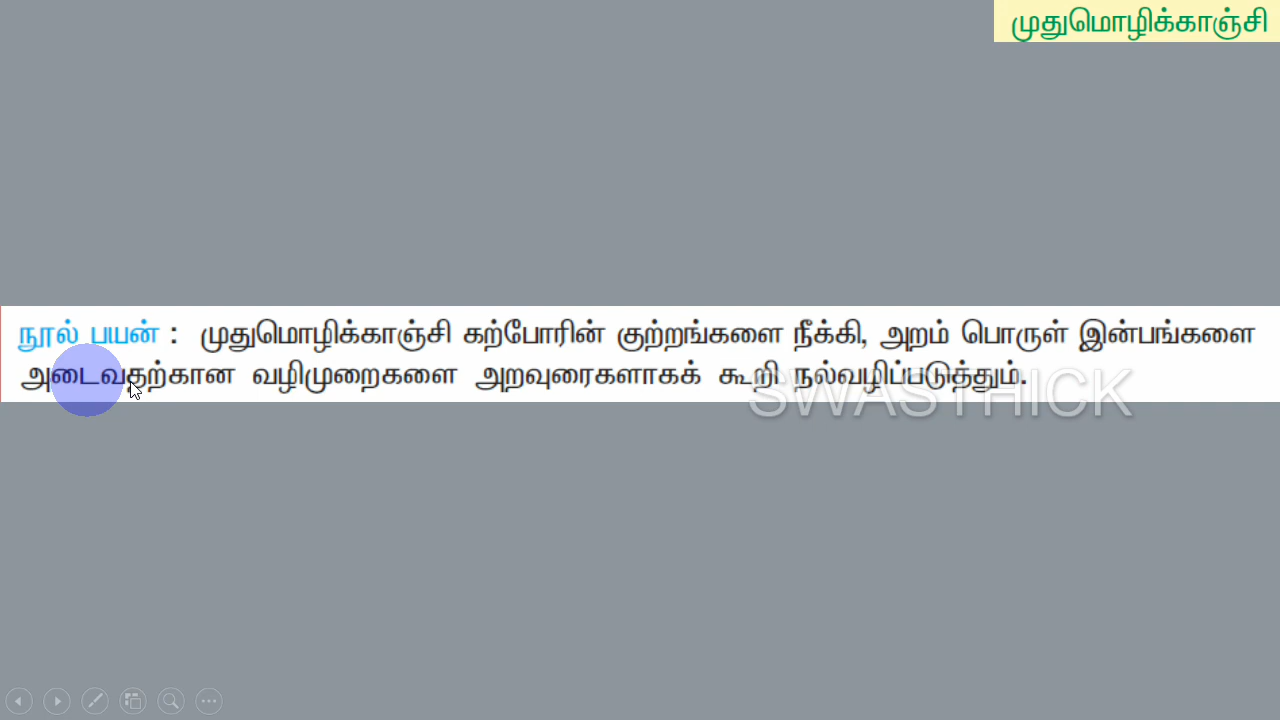 முதுமொழிக்காஞ்சி
நூல் பயன் : முதுமொழிக்காஞ்சி கற்போரின் குற்றங்களை நீக்கி, அறம் பொருள் இன்பங்களை
அடைவதற்கான வழிமுறைகளை அறவுரைகளாகக் கூறி நல்வழிப்படுத்தும்.
SWASTHICK